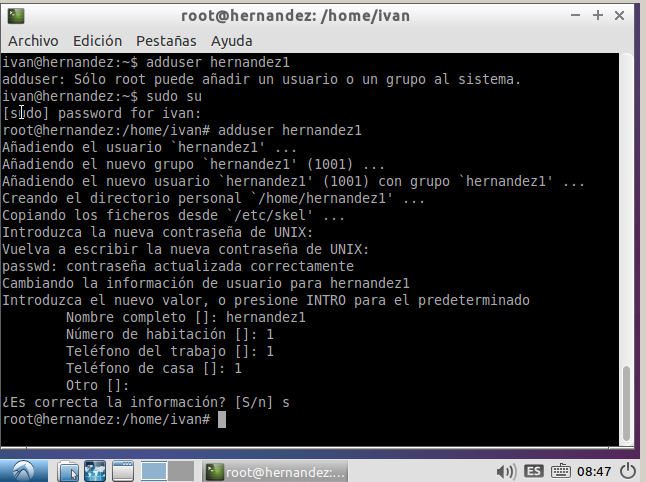 root@hernandez: /home/ivan
Archivo Edición Pestañas Ayuda
ivan@hernandez:~$ adduser hernandez1
adduser: Sólo root puede añadir un usuario o un grupo al sistema.
ivan@hernandez:~$ sudo su
[sudo] password for ivan:
root@hernandez:/home/ivan# adduser hernandez1
Añadiendo el usuario `hernandez1' ...
Añadiendo el nuevo grupo `hernandez1' (1001) ...
Añadiendo el nuevo usuario `hernandez1' (1001) con grupo `hernandez1' ...
Creando el directorio personal `/home/hernandez1' ...
Copiando los ficheros desde `/etc/skel' ...
Introduzca la nueva contraseña de UNIX:
Vuelva a escribir la nueva contraseña de UNIX:
passwd: contraseña actualizada correctamente
Cambiando la información de usuario para hernandez1
Introduzca el nuevo valor, o presione INTRO para el predeterminado
Nombre completo []: hernandez1
Número de habitación []: 1
Teléfono del trabajo []: 1
Teléfono de casa []: 1
Otro []:
¿Es correcta la información? [S/n] s
root@hernandez:/home/ivan#
root@hernandez:... ES 08:47